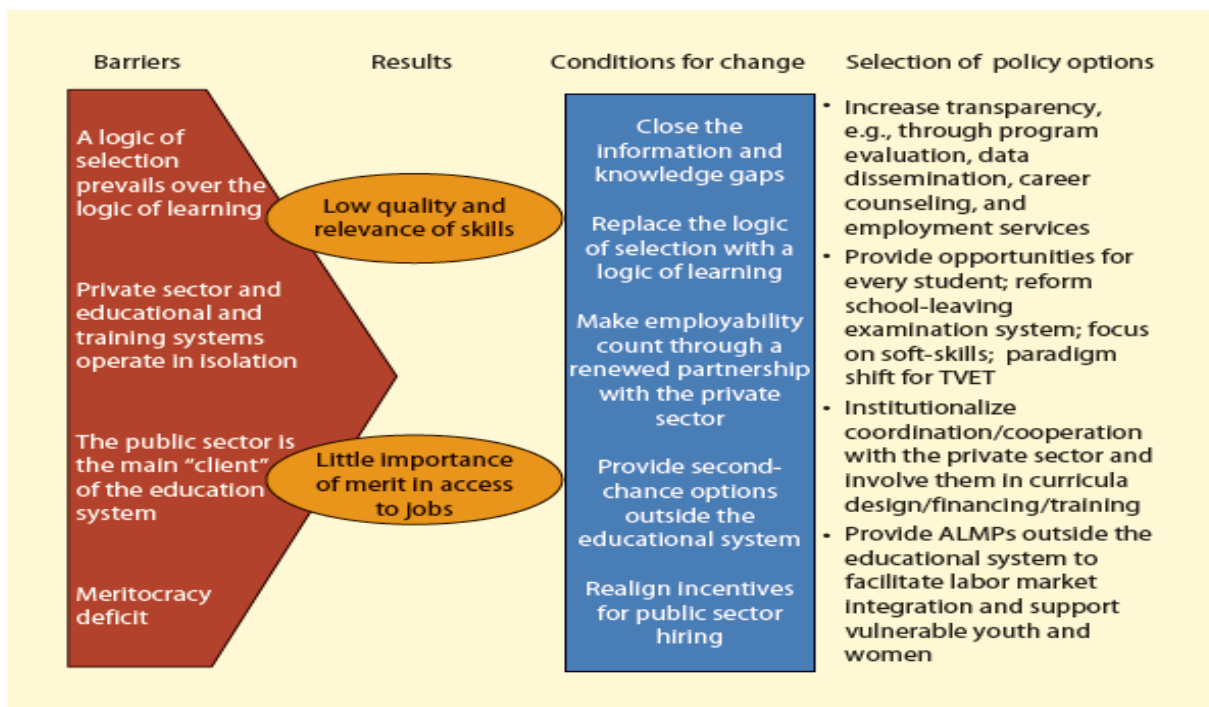 Barriers
Results
Conditions for change
Selection of policy options
A logic of
selection
prevails over the
logic of learning
Private sector and
educational and
training systems
operate in isolation
The public sector is
the main “client”
of the education
system
Meritocracy
deficit
Low quality and
relevance of skills
Little importance
of merit in access
to jobs
Close the
information and
knowledge gaps
Replace the logic
of selection with a
logic of learning
Make employability
count through a
renewed partnership
with the private
sector
Provide second-
chance options
outside the
educational system
Realign incentives
for public sector
hiring
• Increase transparency,
e.g., through program
evaluation, data
dissemination, career
counseling, and
employment services
• Provide opportunities for
every student; reform
school-leaving
examination system; focus
on soft-skills; paradigm
shift for TVET
• Institutionalize
coordination/cooperation
with the private sector and
involve them in curricula
design/financing/training
• Provide ALMPs outside the
educational system to
facilitate labor market
integration and support
vulnerable youth and
women